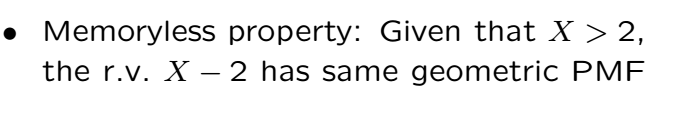 • Memoryless property: Given that X > 2,
the r.v. X − 2 has same geometric PMF